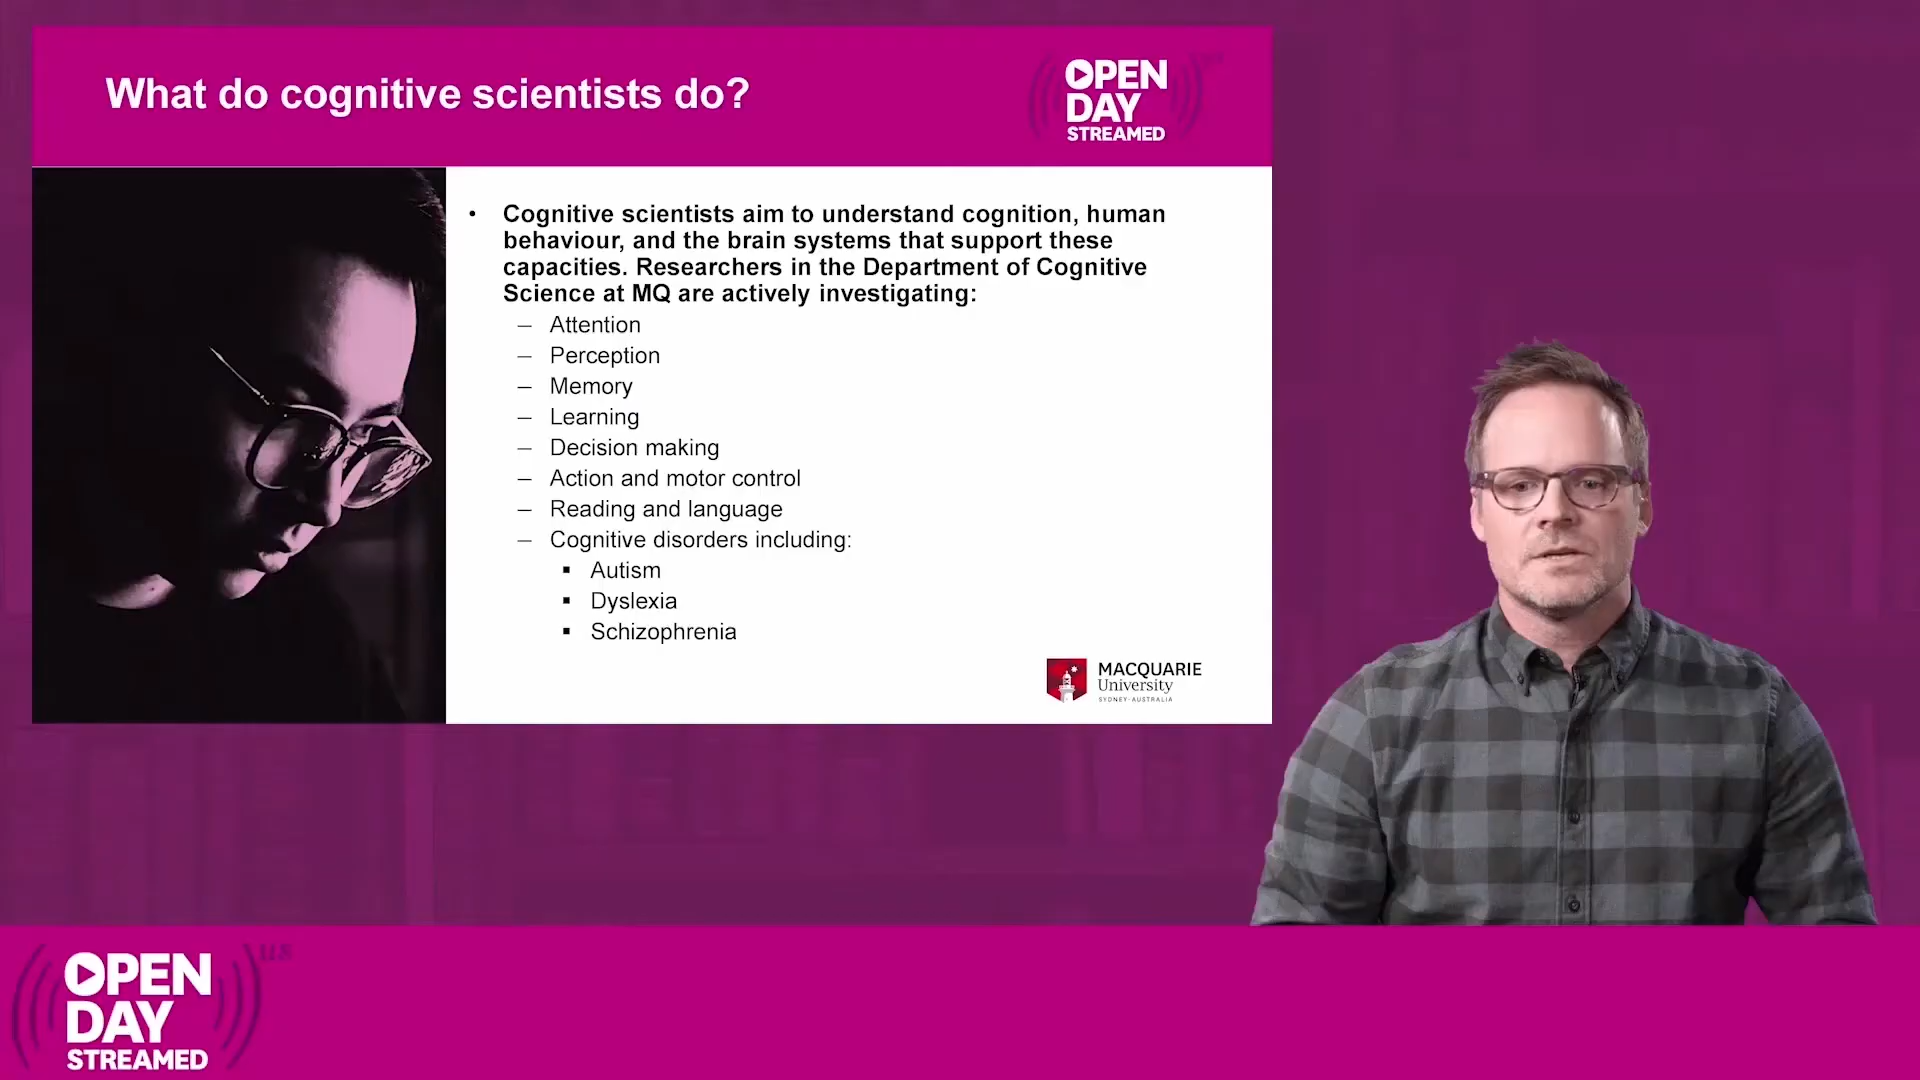 What do cognitive scientists do?
OPEN
DAY
STREAMED
• Cognitive scientists aim to understand cognition, human
behaviour, and the brain systems that support these
capacities. Researchers in the Department of Cognitive
Science at MQ are actively investigating:
– Attention
– Perception
– Memory
– Learning
– Decision making
– Action and motor control
– Reading and language
– Cognitive disorders including:
▪ Autism
▪ Dyslexia
▪ Schizophrenia
MACQUARIE
University
SYDNEY·AUSTRALIA
OPEN
DAY
STREAMED